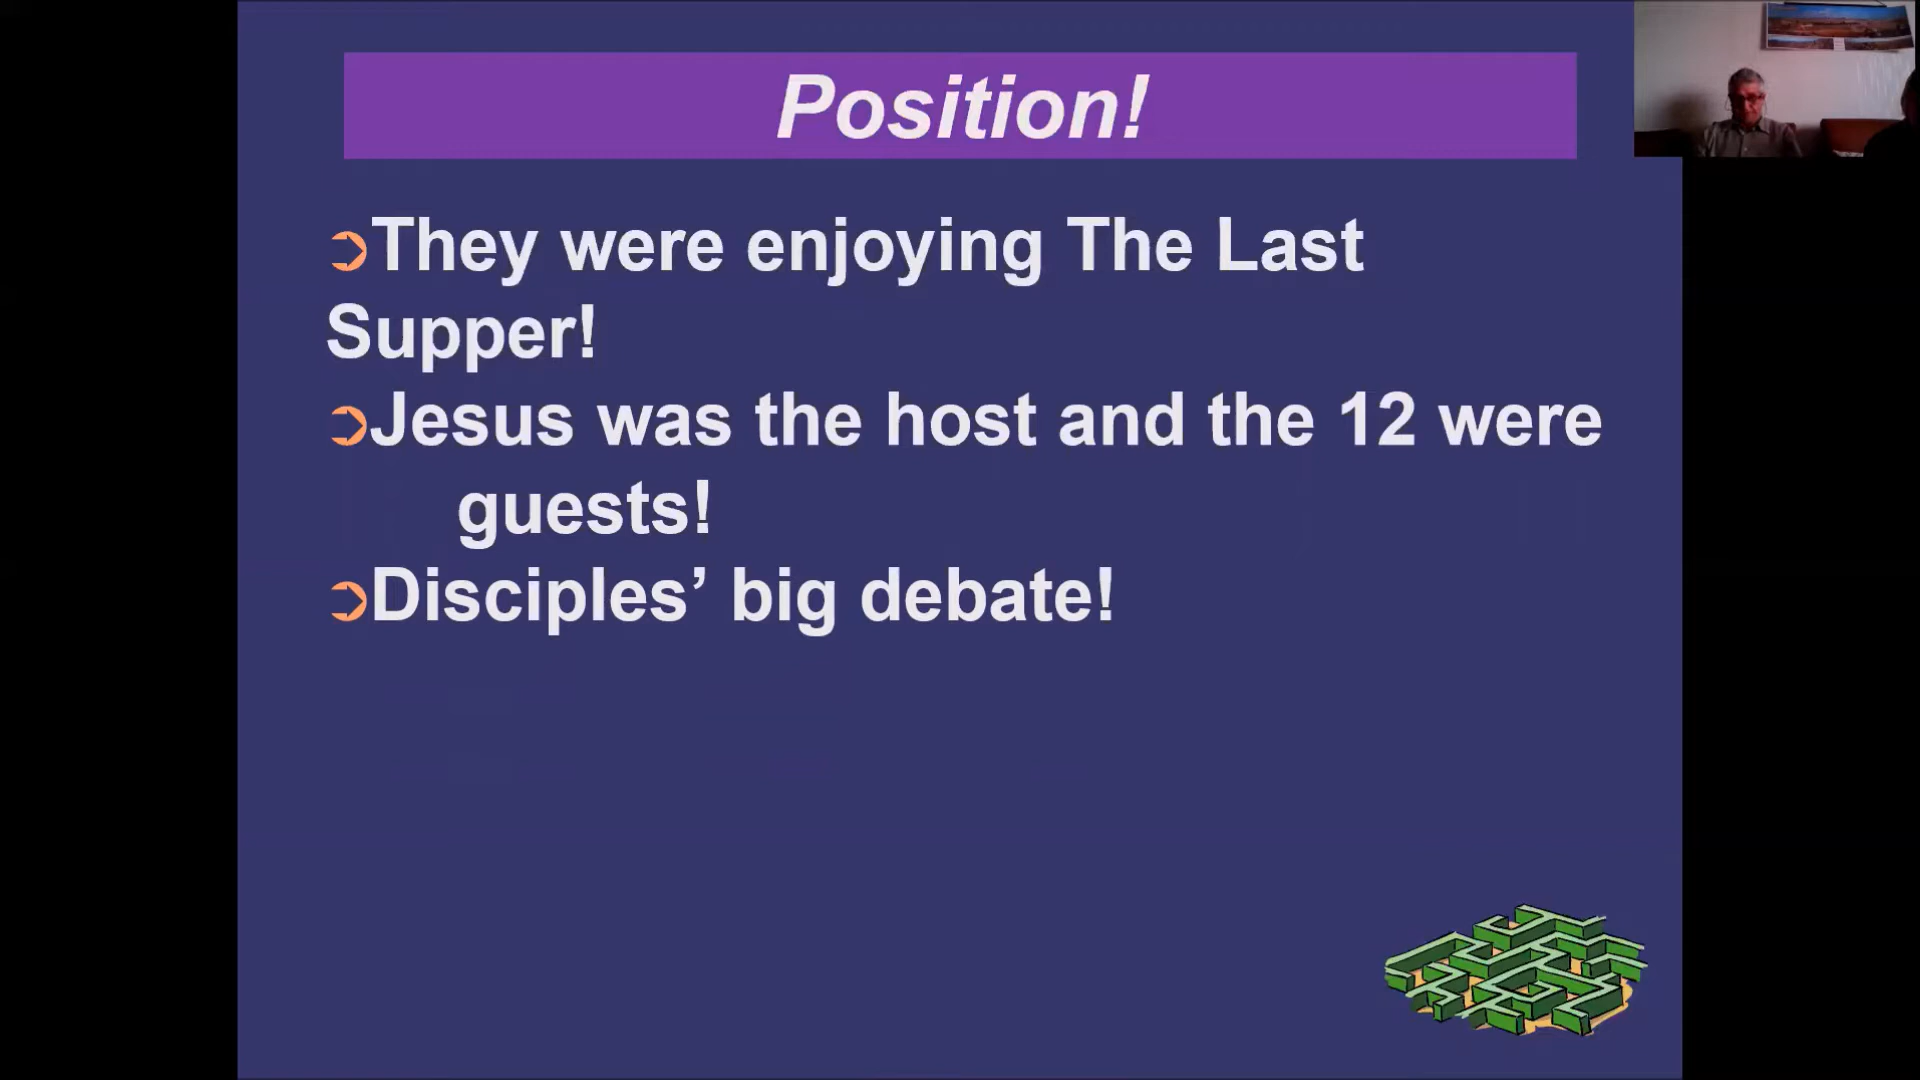 Position!
➲They were enjoying The Last
Supper!
➲Jesus was the host and the 12 were
guests!
➲Disciples’ big debate!